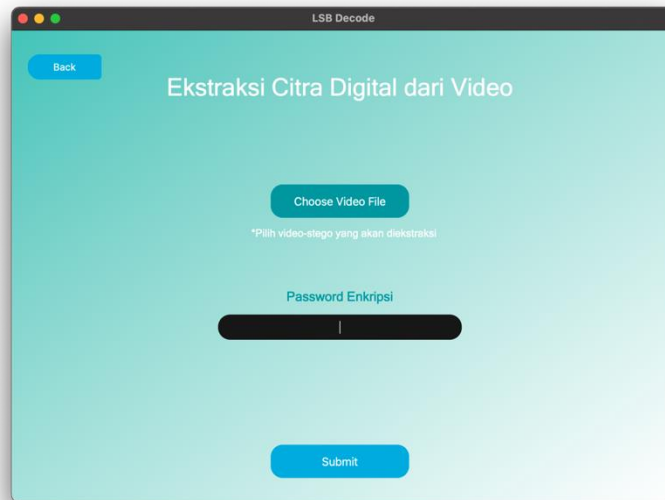 LSB Decode
Back
Ekstraksi Citra Digital dari Video
Choose Video File
*Pilih video-stego yang akan diekstraksi
Password Enkripsi
Submit